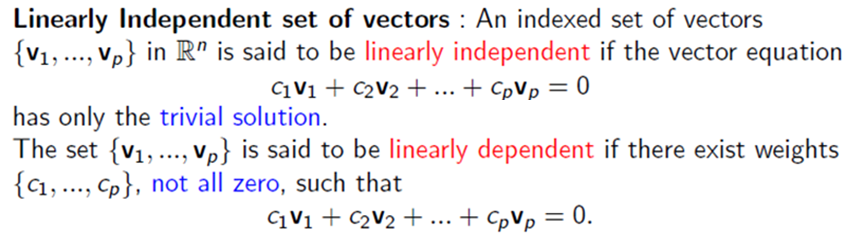 Linearly Independent set of vectors : An indexed set of vectors
{v₁, ..., vₚ} in ℝⁿ is said to be linearly independent if the vector equation
c₁v₁ + c₂v₂ + ... + cₚvₚ = 0
has only the trivial solution.
The set {v₁, ..., vₚ} is said to be linearly dependent if there exist weights
{c₁, ..., cₚ}, not all zero, such that
c₁v₁ + c₂v₂ + ... + cₚvₚ = 0.